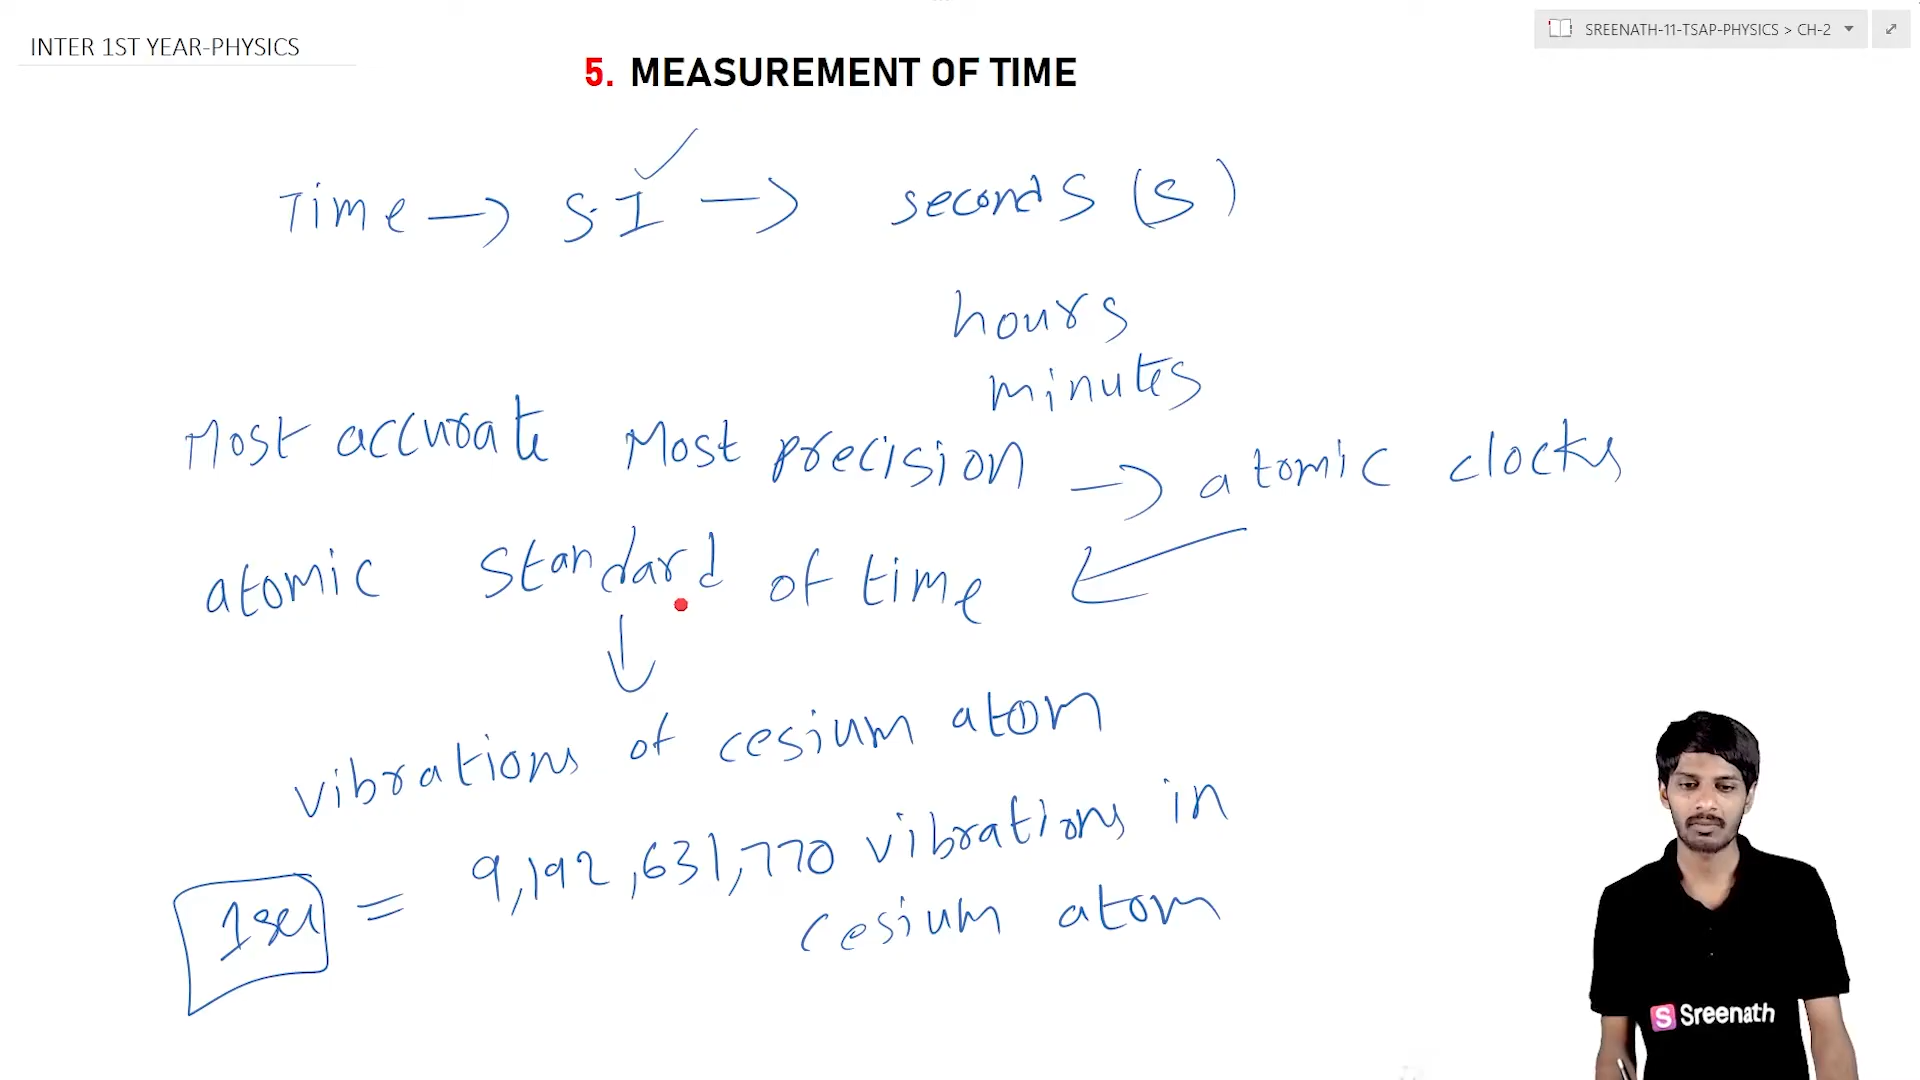 INTER 1ST YEAR-PHYSICS
SREENATH-11-TSAP-PHYSICS > CH-2
5. MEASUREMENT OF TIME
Time → S.I → seconds (s)
hours
minutes
Most accurate Most precision → atomic clocks
atomic standard of time
vibrations of cesium atom
1 sec = 9,192,631,770 vibrations in
cesium atom
S Sreenath